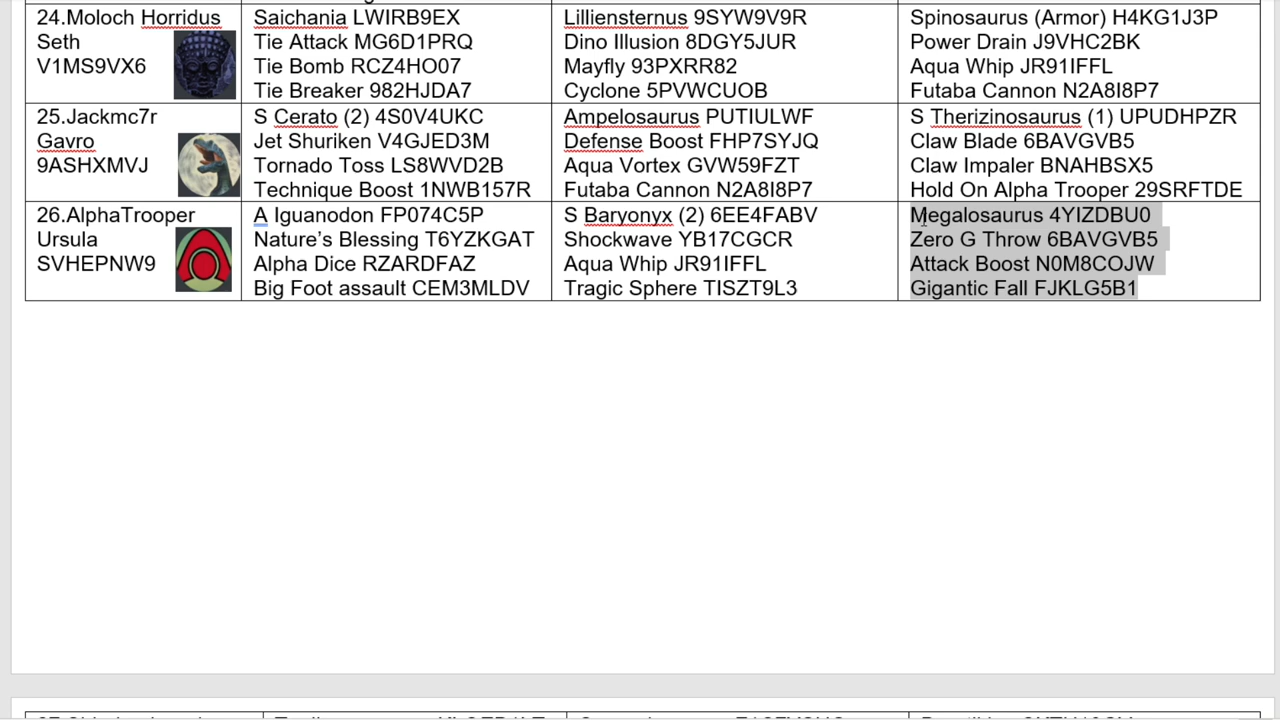 24.Moloch Horridus
Seth
V1MS9VX6
Saichania LWIRB9EX
Tie Attack MG6D1PRQ
Tie Bomb RCZ4HO07
Tie Breaker 982HJDA7
Lilliensternus 9SYW9V9R
Dino Illusion 8DGY5JUR
Mayfly 93PXRR82
Cyclone 5PVWCUOB
Spinosaurus (Armor) H4KG1J3P
Power Drain J9VHC2BK
Aqua Whip JR91IFFL
Futaba Cannon N2A8I8P7
25.Jackmc7r
Gavro
9ASHXMVJ
S Cerato (2) 4S0V4UKC
Jet Shuriken V4GJED3M
Tornado Toss LS8WVD2B
Technique Boost 1NWB157R
Ampelosaurus PUTIULWF
Defense Boost FHP7SYJQ
Aqua Vortex GVW59FZT
Futaba Cannon N2A8I8P7
S Therizinosaurus (1) UPUDHPZR
Claw Blade 6BAVGVB5
Claw Impaler BNAHBSX5
Hold On Alpha Trooper 29SRFTDE
26.AlphaTrooper
Ursula
SVHEPNW9
A Iguanodon FP074C5P
Nature’s Blessing T6YZKGAT
Alpha Dice RZARDFAZ
Big Foot assault CEM3MLDV
S Baryonyx (2) 6EE4FABV
Shockwave YB17CGCR
Aqua Whip JR91IFFL
Tragic Sphere TISZT9L3
Megalosaurus 4YIZDBU0
Zero G Throw 6BAVGVB5
Attack Boost N0M8COJW
Gigantic Fall FJKLG5B1